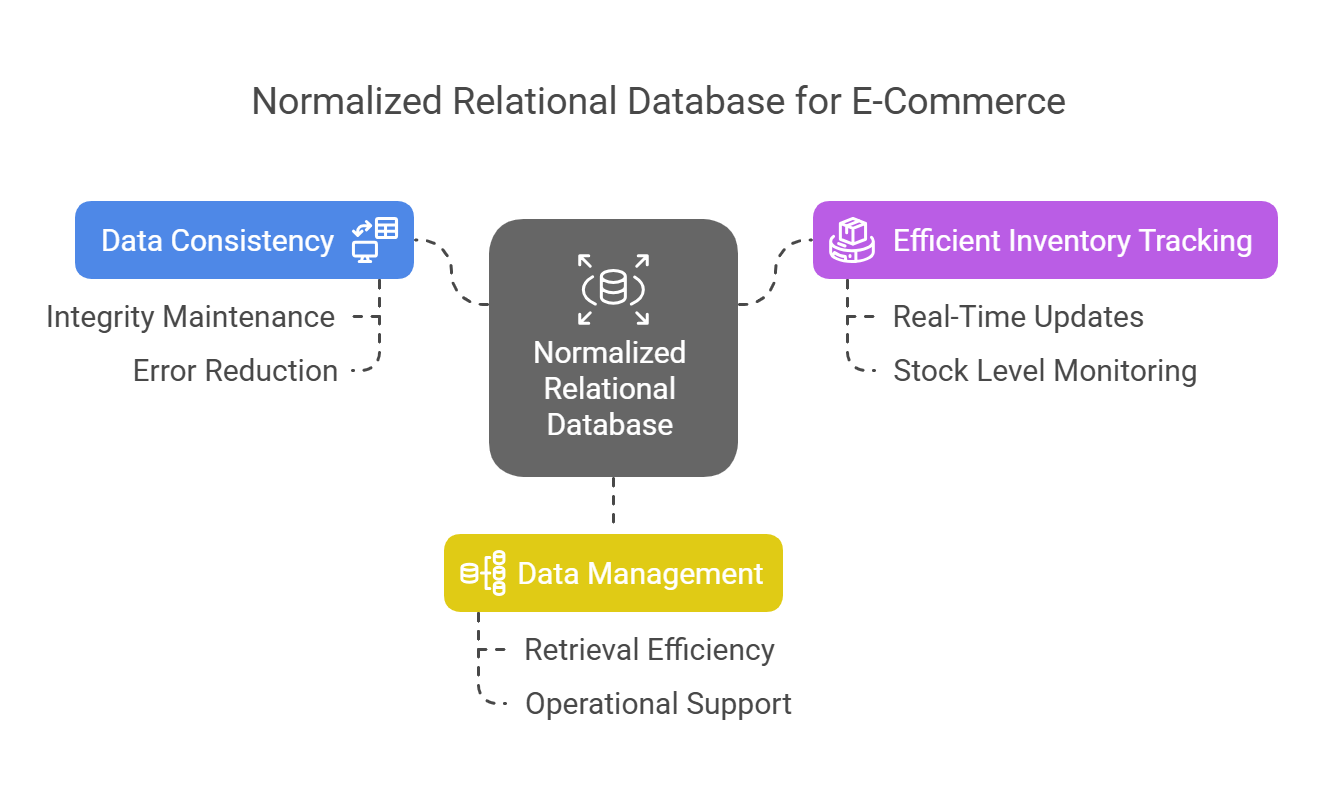 Normalized Relational Database for E-Commerce
Data Consistency
Integrity Maintenance
Error Reduction
Normalized
Relational
Database
Efficient Inventory Tracking
Real-Time Updates
Stock Level Monitoring
Data Management
Retrieval Efficiency
Operational Support